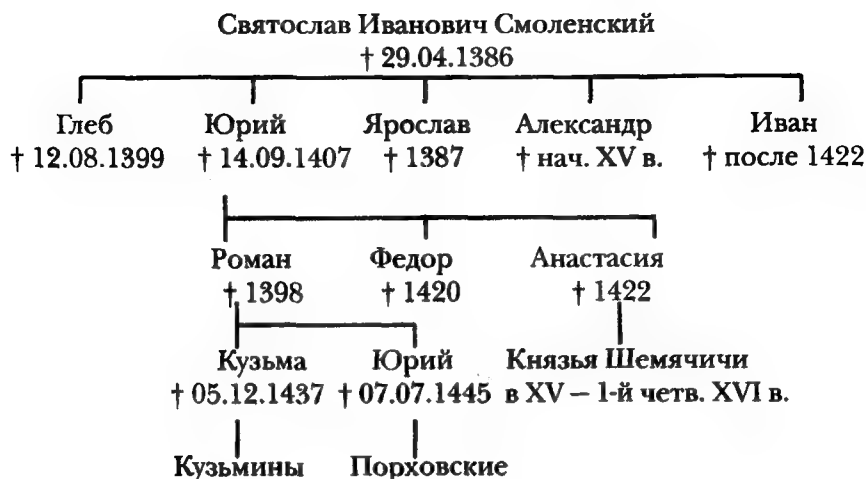 Святослав Иванович Смоленский
† 29.04.1386
Глеб Юрий Ярослав Александр Иван
† 12.08.1399 † 14.09.1407 † 1387 † нач. XV в. † после 1422
Роман Федор Анастасия
† 1398 † 1420 † 1422
Кузьма Юрий Князья Шемячичи
† 05.12.1437 † 07.07.1445 в XV – 1-й четв. XVI в.
Кузьмины Порховские